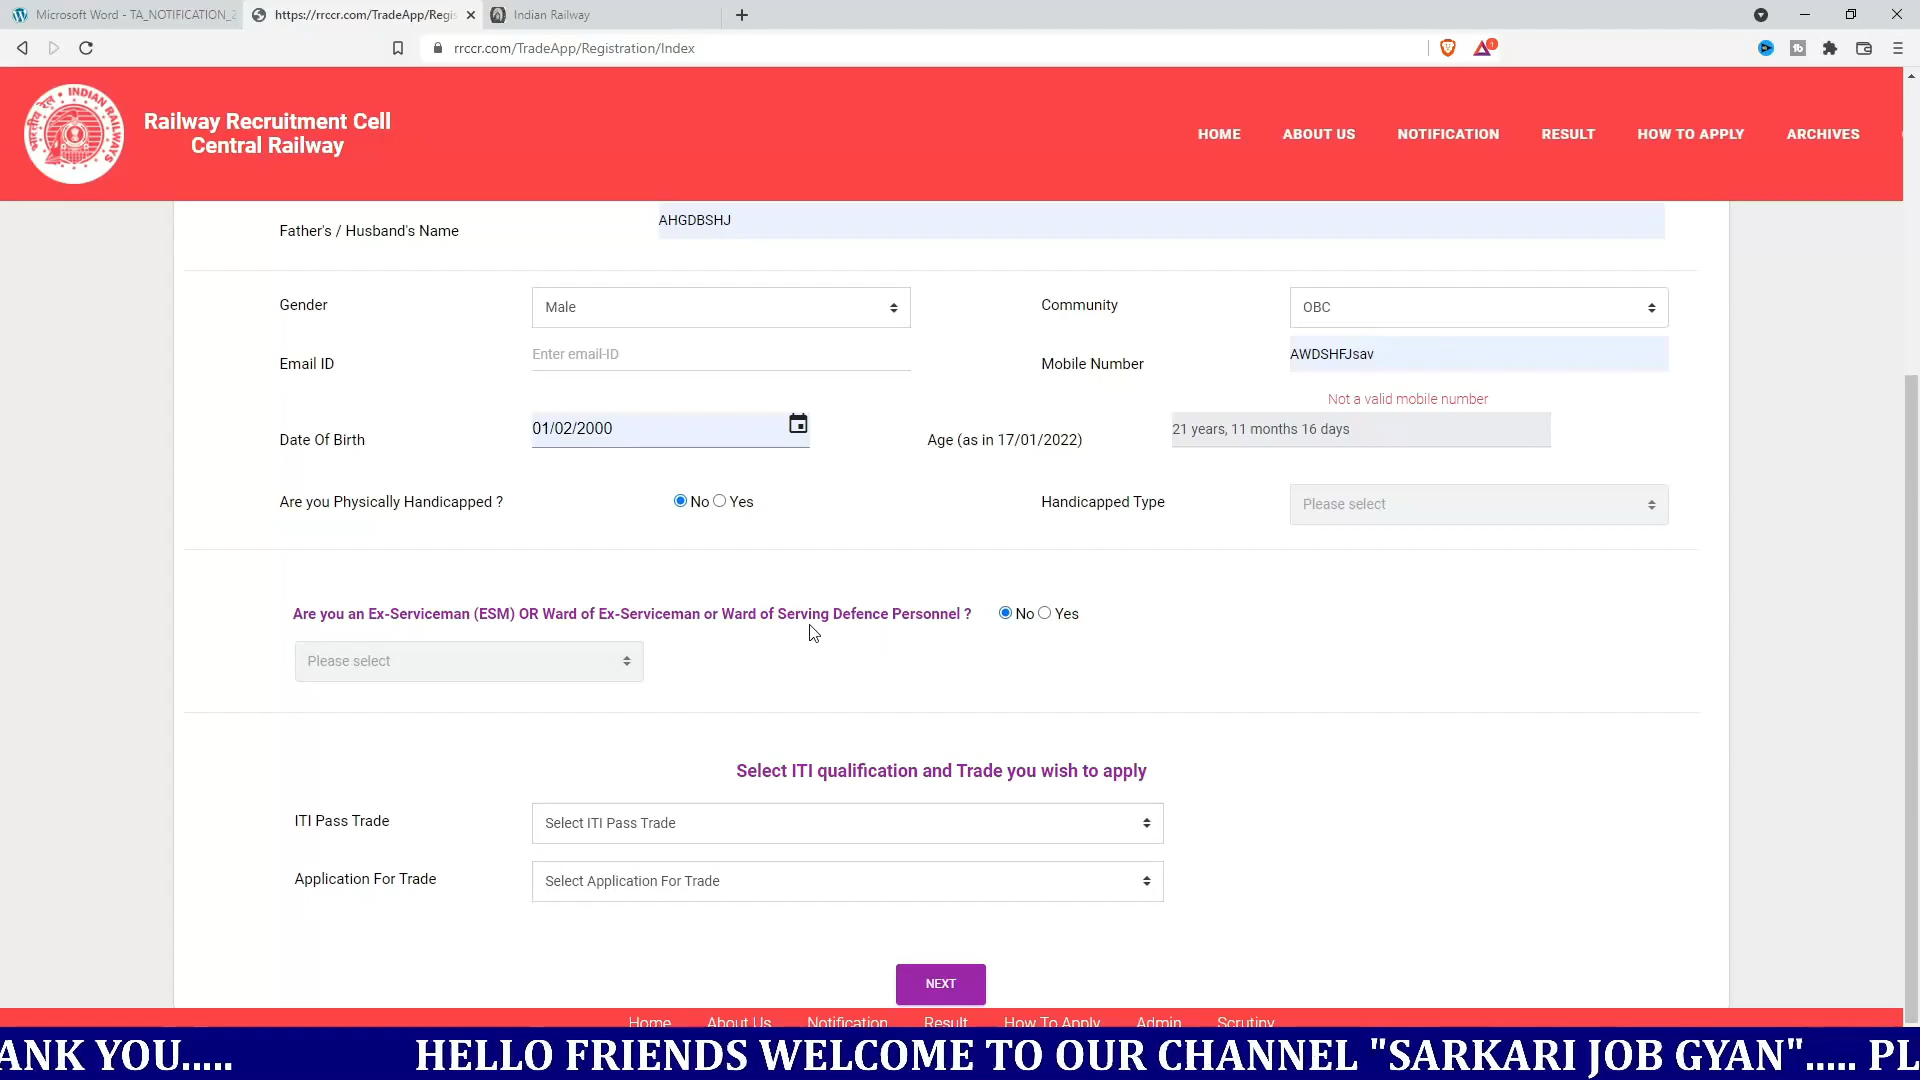 Microsoft Word - TA_NOTIFICATION_2
https://rrccr.com/TradeApp/Regis
Indian Railway
rrccr.com/TradeApp/Registration/Index
Railway Recruitment Cell
Central Railway
HOME
ABOUT US
NOTIFICATION
RESULT
HOW TO APPLY
ARCHIVES
Father's / Husband's Name
AHGDBSHJ
Gender
Male
Community
OBC
Email ID
Enter email-ID
Mobile Number
AWDSHFJsav
Not a valid mobile number
Date Of Birth
01/02/2000
Age (as in 17/01/2022)
21 years, 11 months 16 days
Are you Physically Handicapped ?
No
Yes
Handicapped Type
Please select
Are you an Ex-Serviceman (ESM) OR Ward of Ex-Serviceman or Ward of Serving Defence Personnel ?
No
Yes
Please select
Select ITI qualification and Trade you wish to apply
ITI Pass Trade
Select ITI Pass Trade
Application For Trade
Select Application For Trade
NEXT
Home
About Us
Notification
Result
How To Apply
Admin
Scrutiny
ANK YOU..... HELLO FRIENDS WELCOME TO OUR CHANNEL "SARKARI JOB GYAN"..... PL